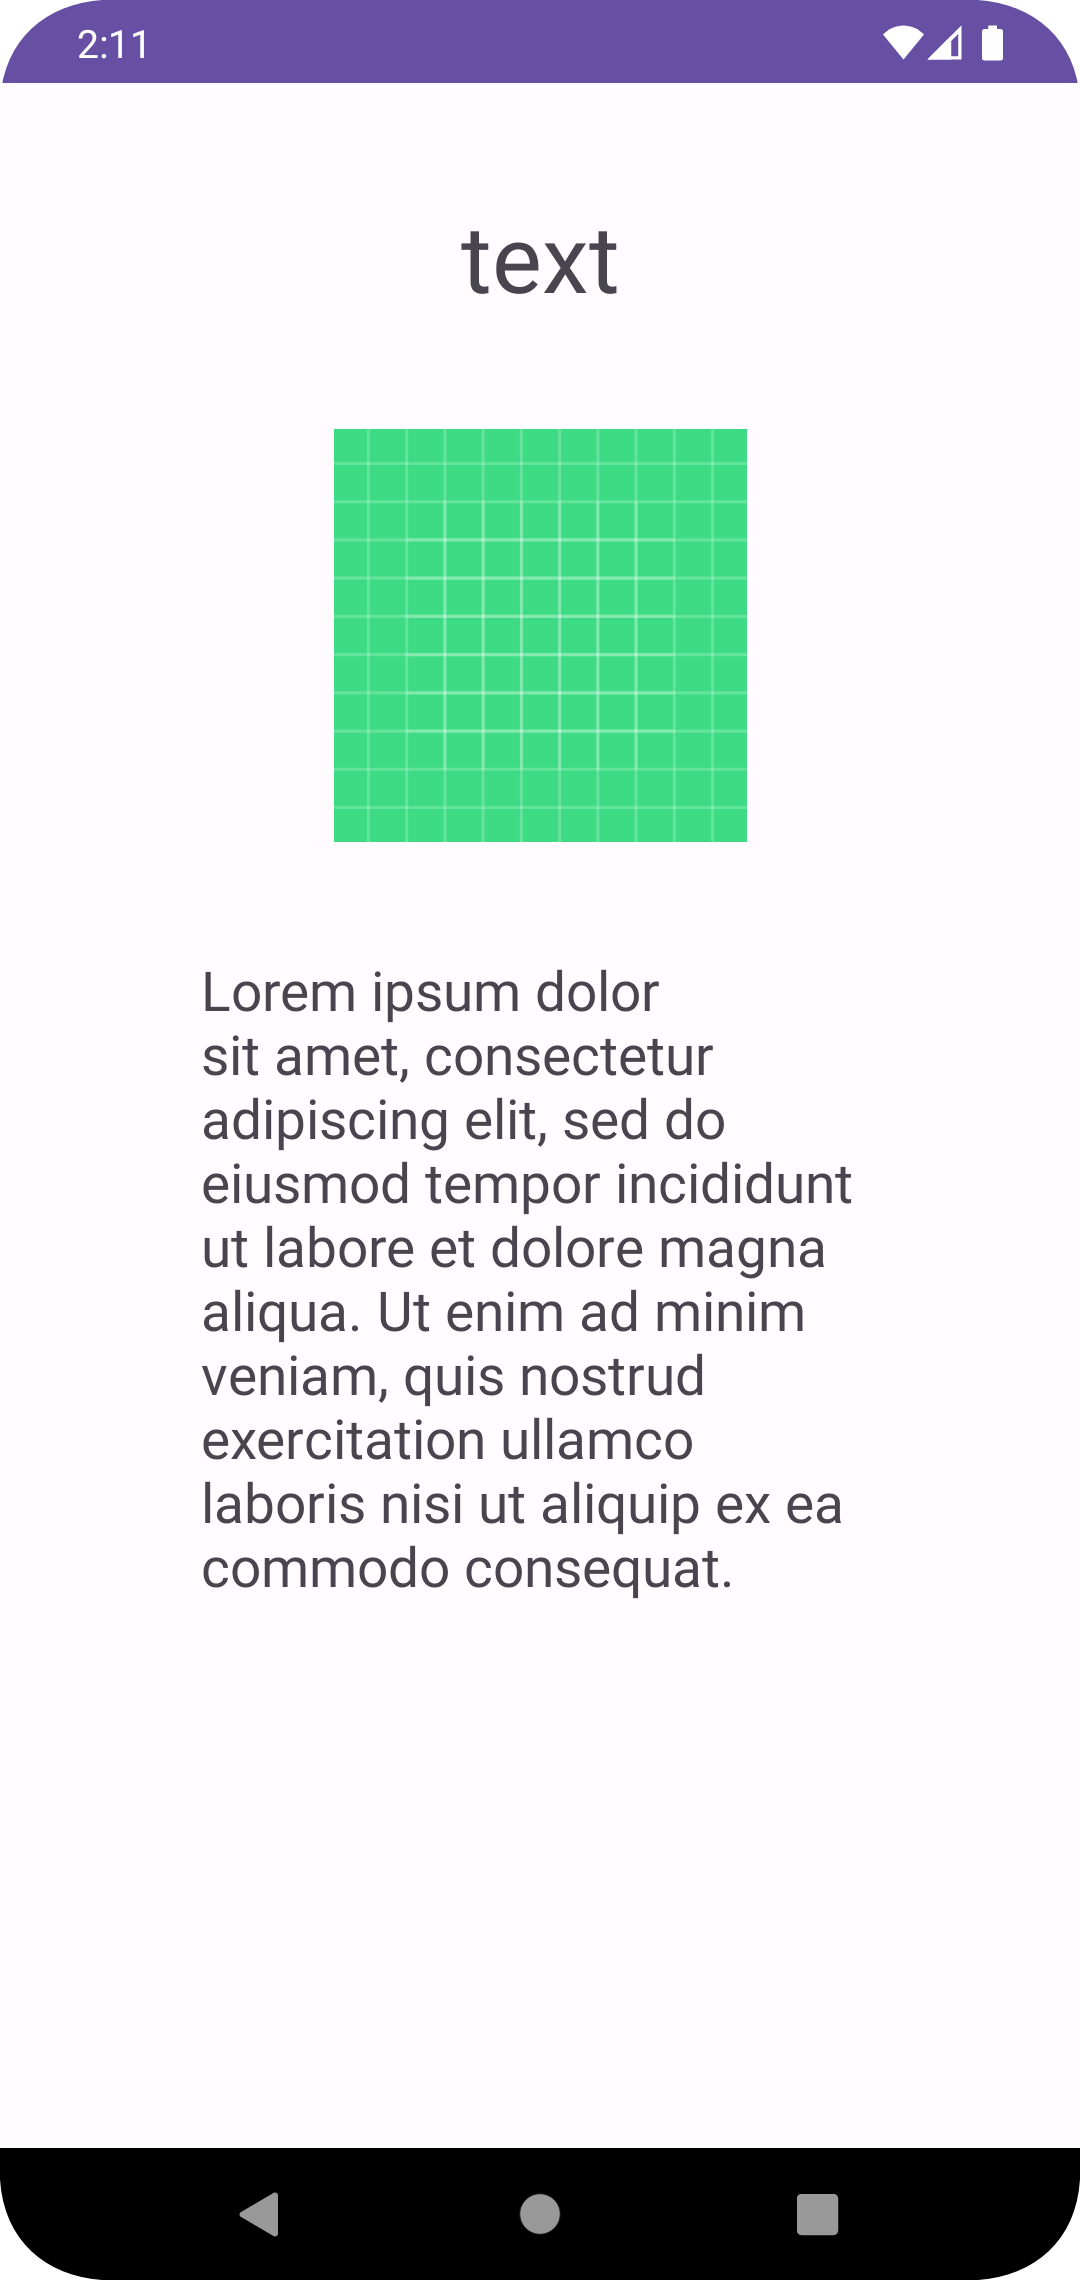 2:11
text
Lorem ipsum dolor
sit amet, consectetur
adipiscing elit, sed do
eiusmod tempor incididunt
ut labore et dolore magna
aliqua. Ut enim ad minim
veniam, quis nostrud
exercitation ullamco
laboris nisi ut aliquip ex ea
commodo consequat.